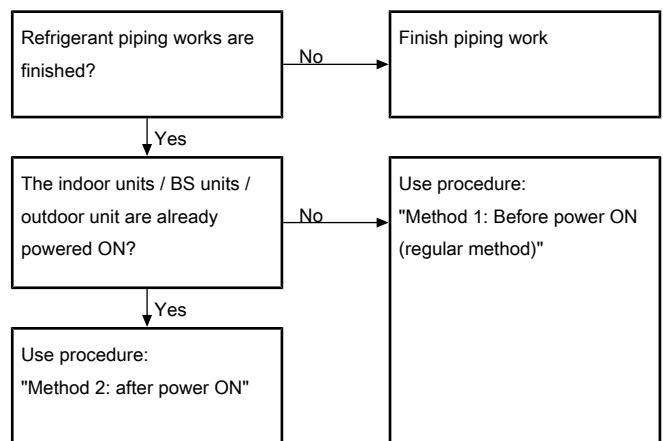 Refrigerant piping works are
finished?
No
Finish piping work
Yes
The indoor units / BS units /
outdoor unit are already
powered ON?
No
Use procedure:
"Method 1: Before power ON
(regular method)"
Yes
Use procedure:
"Method 2: after power ON"